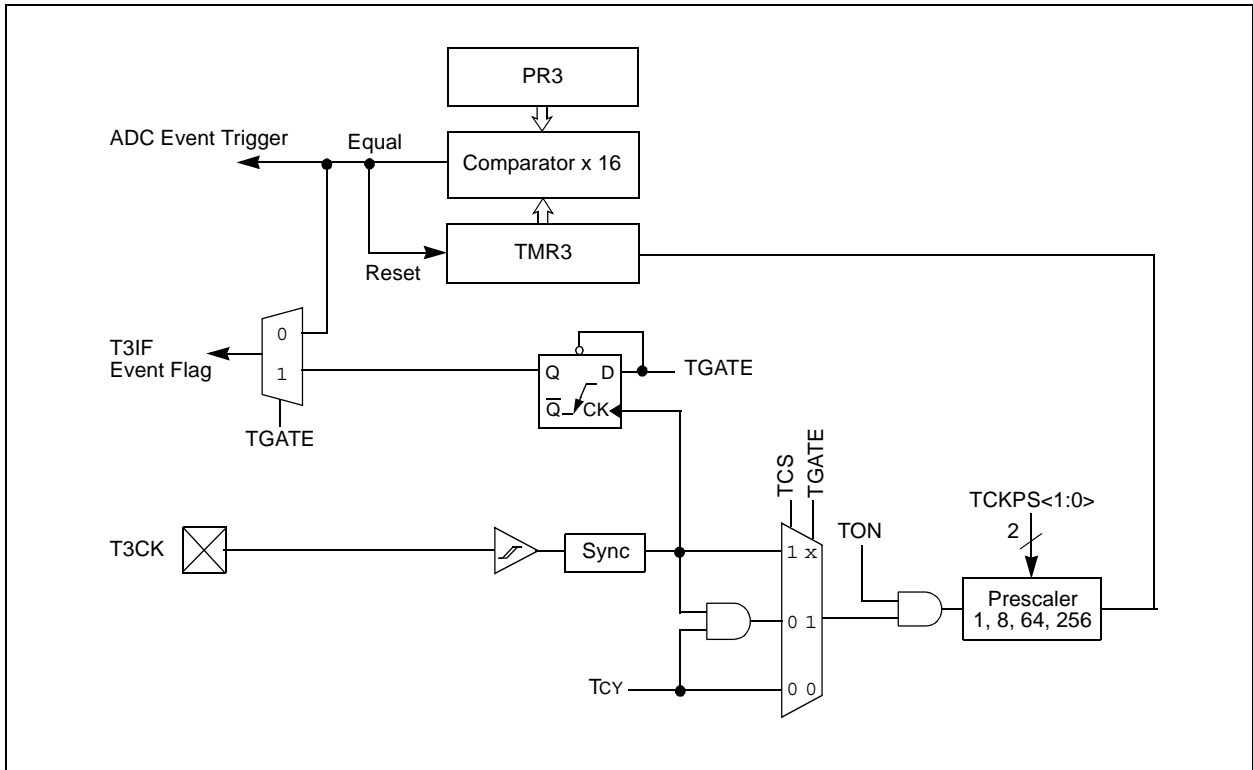 PR3
ADC Event Trigger
Equal
Comparator x 16
TMR3
Reset
0
T3IF
Event Flag
1
TGATE
Q
D
TGATE
Q
CK
TCS
TGATE
TCKPS<1:0>
2
TON
T3CK
Sync
1 x
Prescaler
1, 8, 64, 256
0 1
TCY
0 0